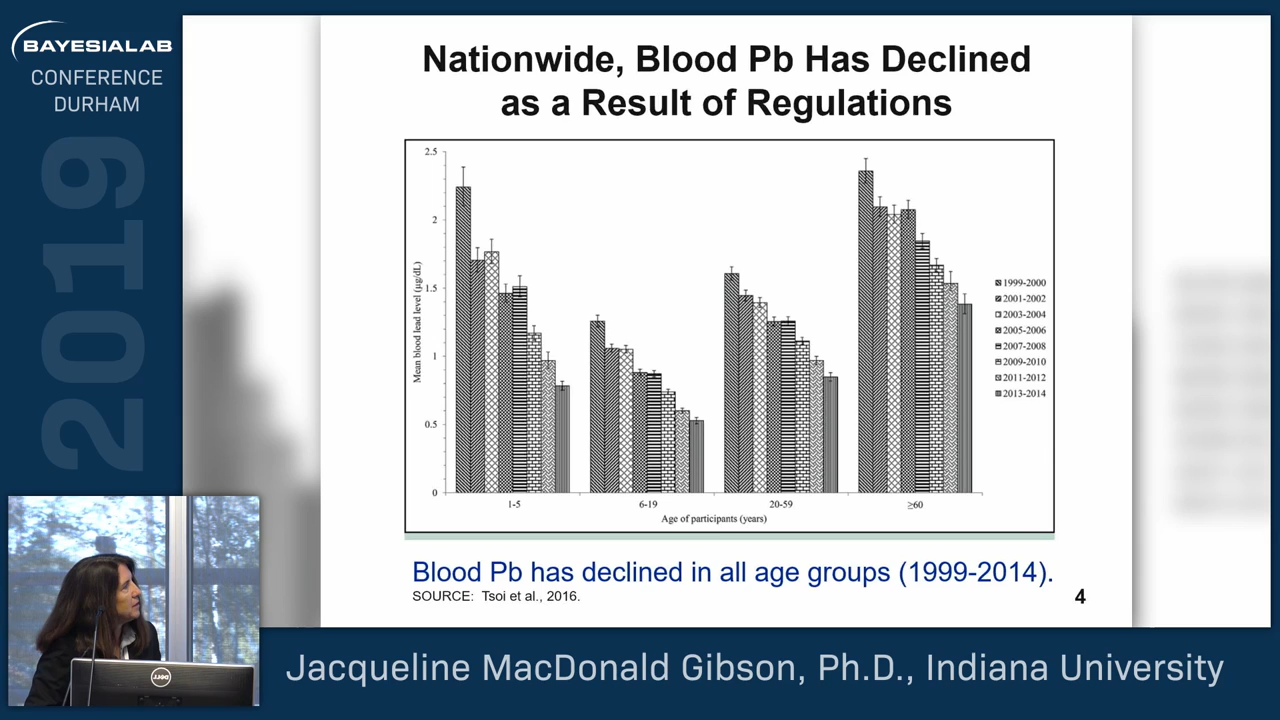 BAYESIALAB
CONFERENCE
DURHAM
2019
Nationwide, Blood Pb Has Declined
as a Result of Regulations
2.5
2
1.5
1
0.5
0
Mean blood lead level (µg/dL)
1-5
6-19
20-59
≥60
Age of participants (years)
1999-2000
2001-2002
2003-2004
2005-2006
2007-2008
2009-2010
2011-2012
2013-2014
Blood Pb has declined in all age groups (1999-2014).
SOURCE: Tsoi et al., 2016.
4
DELL
Jacqueline MacDonald Gibson, Ph.D., Indiana University